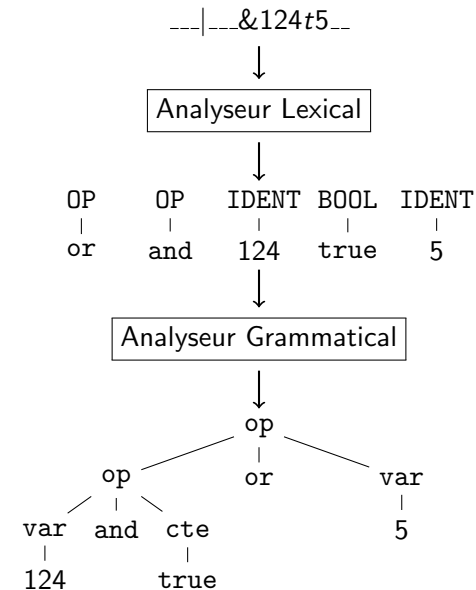 ___|___&124t5__
Analyseur Lexical
OP OP IDENT BOOL IDENT
or and 124 true 5
Analyseur Grammatical
op
op or var
var and cte 5
124 true